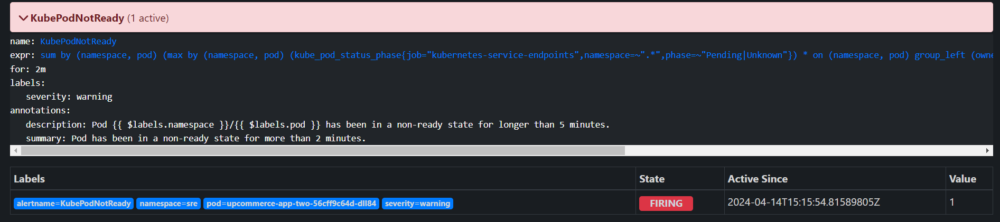 KubePodNotReady (1 active)
name: KubePodNotReady
expr: sum by (namespace, pod) (max by (namespace, pod) (kube_pod_status_phase{job="kubernetes-service-endpoints",namespace=~".*",phase=~"Pending|Unknown"}) * on (namespace, pod) group_left (owne
for: 2m
labels:
severity: warning
annotations:
description: Pod {{ $labels.namespace }}/{{ $labels.pod }} has been in a non-ready state for longer than 5 minutes.
summary: Pod has been in a non-ready state for more than 2 minutes.
Labels State Active Since Value
alertname=KubePodNotReady namespace=sre pod=upcommerce-app-two-56cff9c64d-dll84 severity=warning FIRING 2024-04-14T15:15:54.81589805Z 1